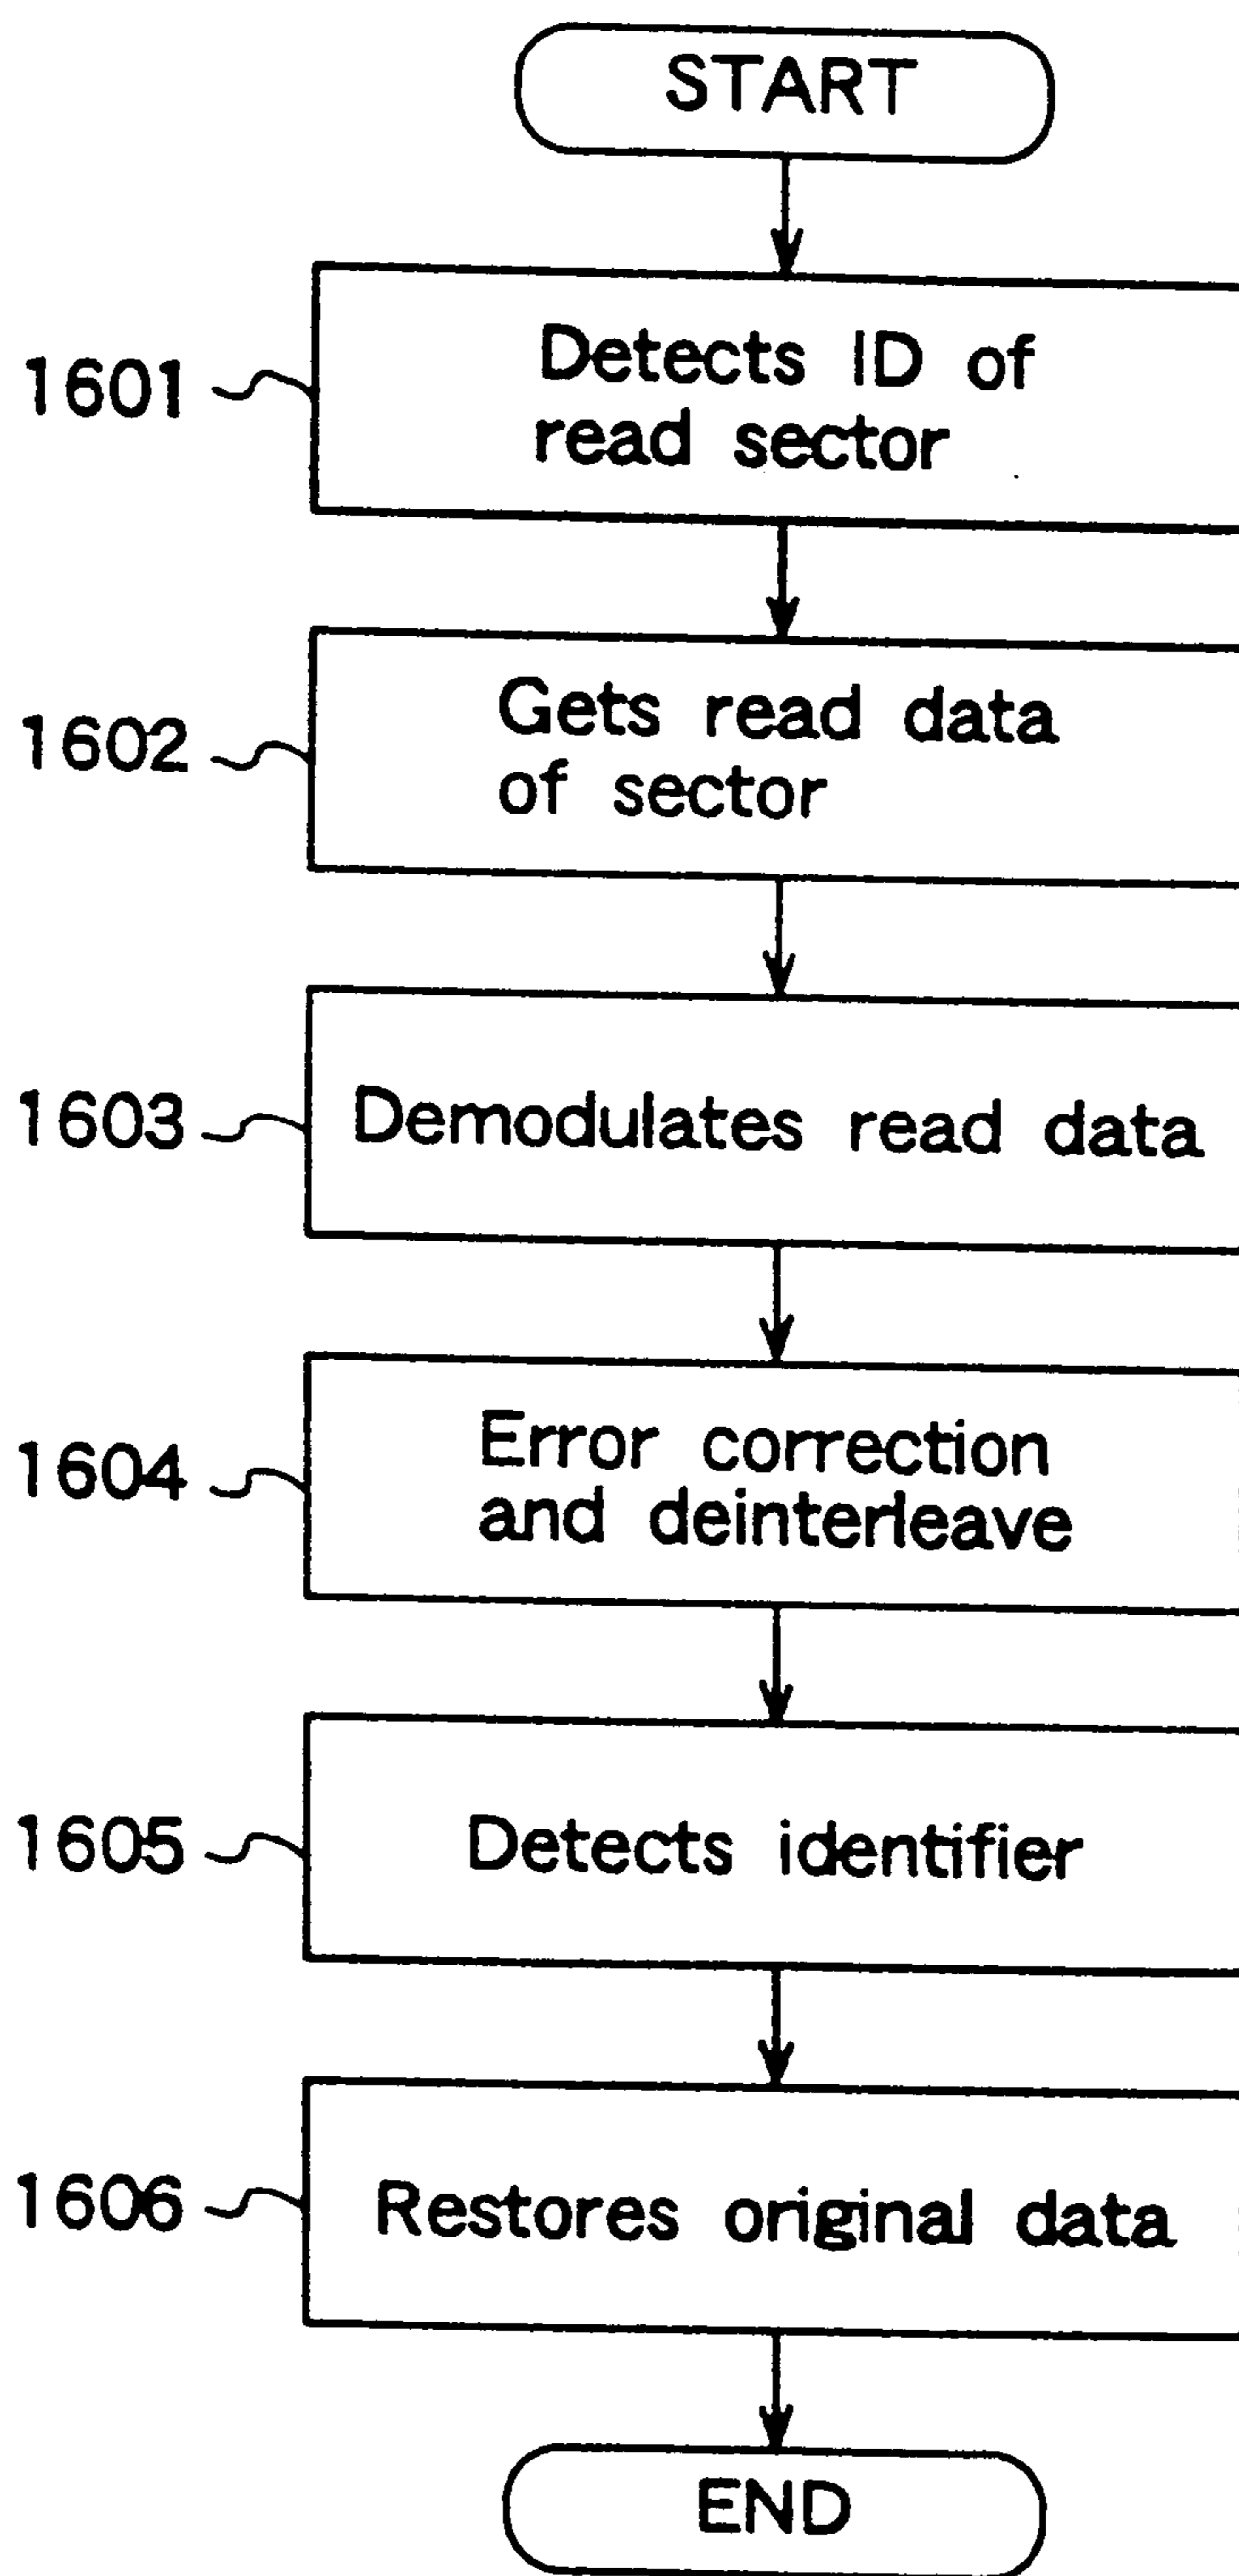 START
1601
Detects ID of
read sector
1602
Gets read data
of sector
1603
Demodulates read data
1604
Error correction
and deinterleave
1605
Detects identifier
1606
Restores original data
END